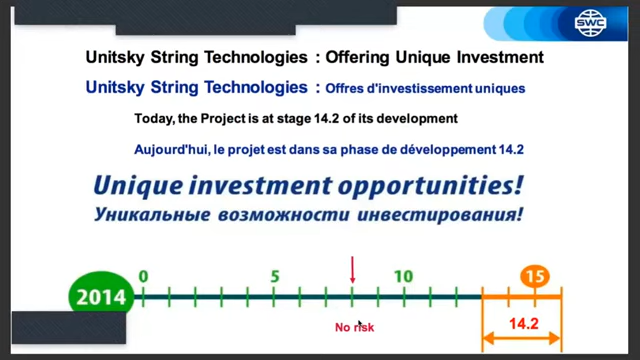 SWC
Unitsky String Technologies : Offering Unique Investment
Unitsky String Technologies : Offres d'investissement uniques
Today, the Project is at stage 14.2 of its development
Aujourd'hui, le projet est dans sa phase de développement 14.2
Unique investment opportunities!
Уникальные возможности инвестирования!
0 5 10 15
2014
No risk 14.2